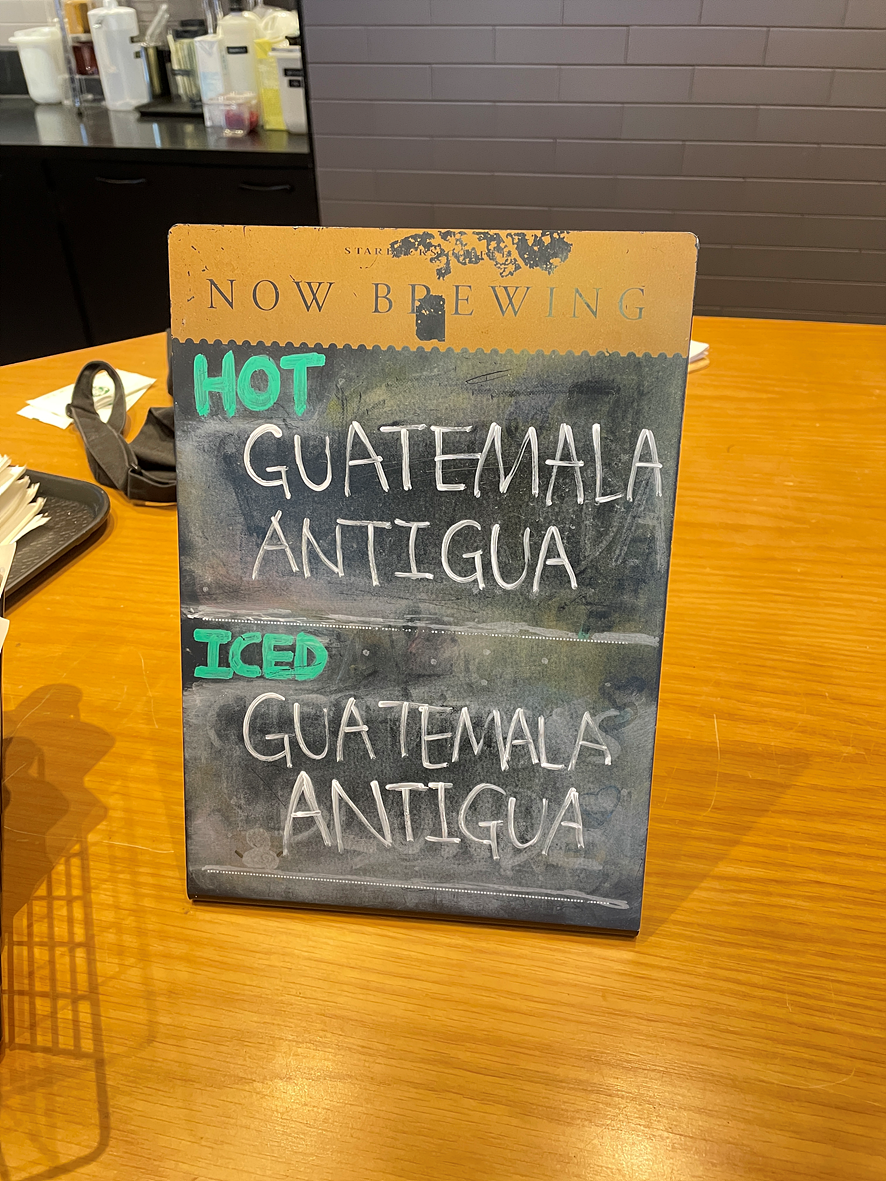 NOW BREWING
HOT
GUATEMALA
ANTIGUA
ICED
GUATEMALA
ANTIGUA